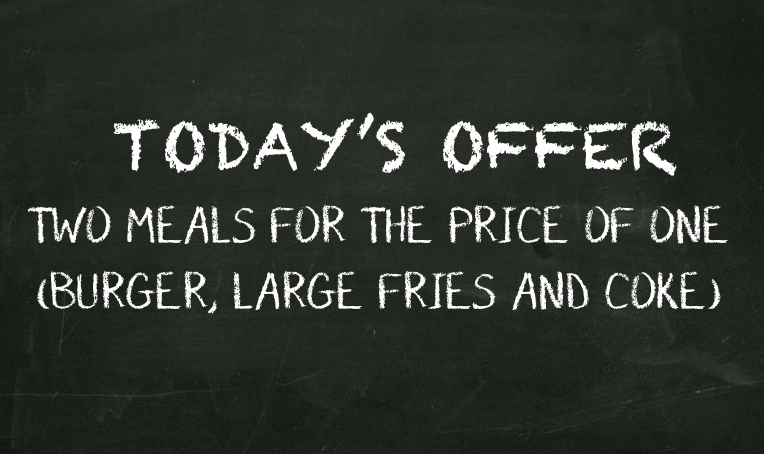 TODAY'S OFFER
TWO MEALS FOR THE PRICE OF ONE
(BURGER, LARGE FRIES AND COKE)